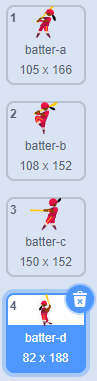 1
batter-a
105 x 166
2
batter-b
108 x 152
3
batter-c
150 x 152
4
batter-d
82 x 188